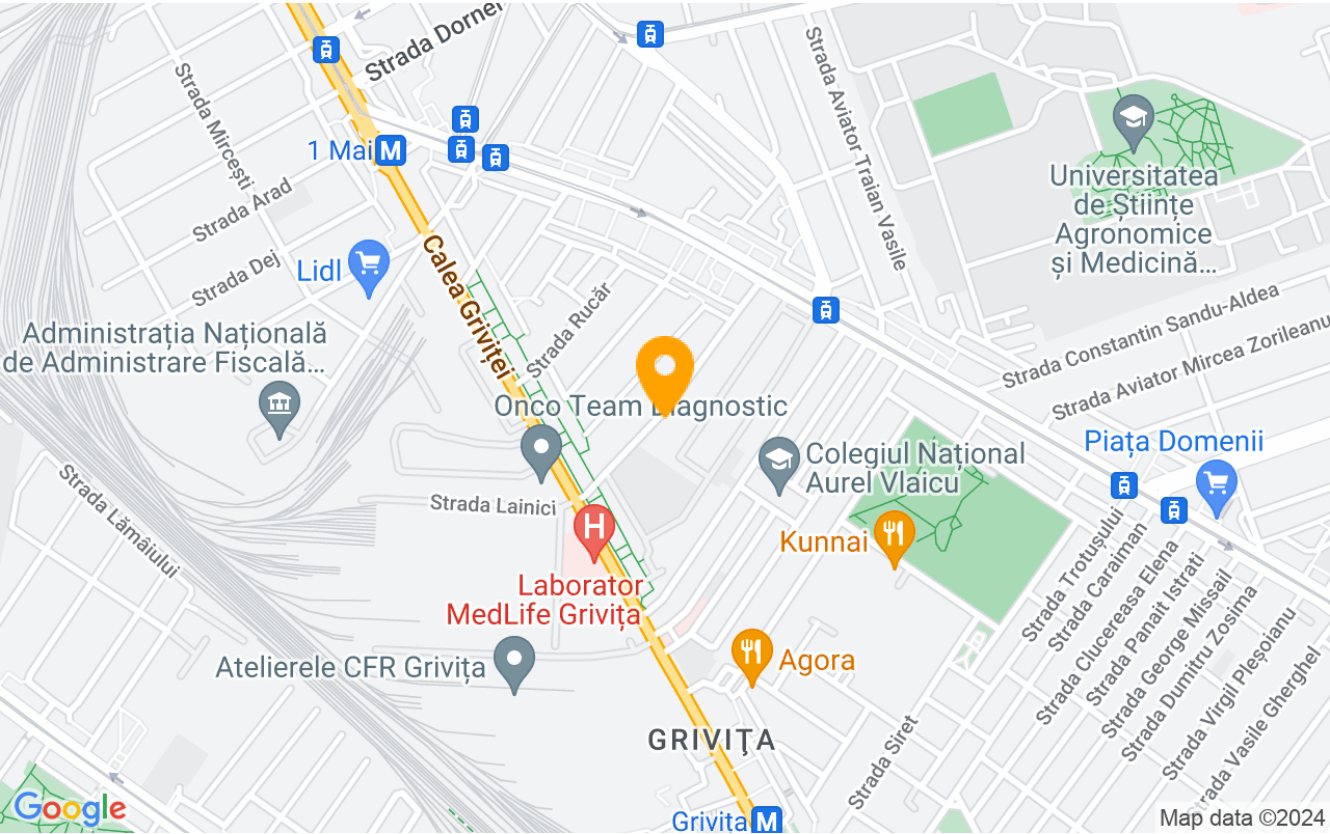 Strada Dornei
Strada Mircești
1 Mai
M
Strada Arad
Strada Dej
Lidl
Calea Griviței
Strada Rucăr
Strada Aviator Traian Vasile
Universitatea
de Științe
Agronomice
și Medicină...
Strada Constantin Sandu-Aldea
Strada Aviator Mircea Zorileanu
Administrația Națională
de Administrare Fiscală...
Onco Team Diagnostic
Colegiul Național
Aurel Vlaicu
Piața Domenii
Strada Lămâiului
Strada Lainici
H
Laborator
MedLife Grivița
Kunnai
Atelierele CFR Grivița
Agora
GRIVIŢA
Strada Siret
Strada Trotușului
Strada Caraiman
Strada Clucereasa Elena
Strada Panait Istrati
Strada George Missail
Strada Dumitru Zosima
Strada Virgil Pleșoianu
Strada Vasile Gherghel
Grivita
M
Google
Map data ©2024